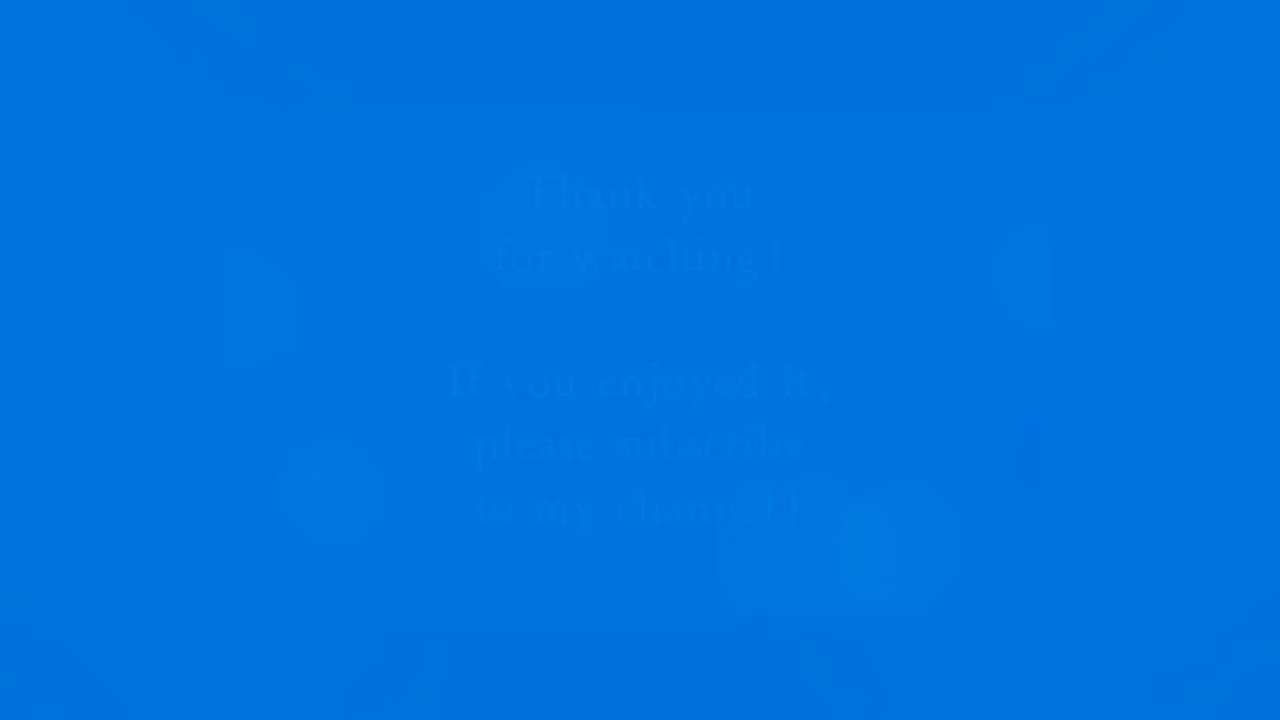 Thank you
for watching!
If you enjoyed it,
please subscribe
to my channel!